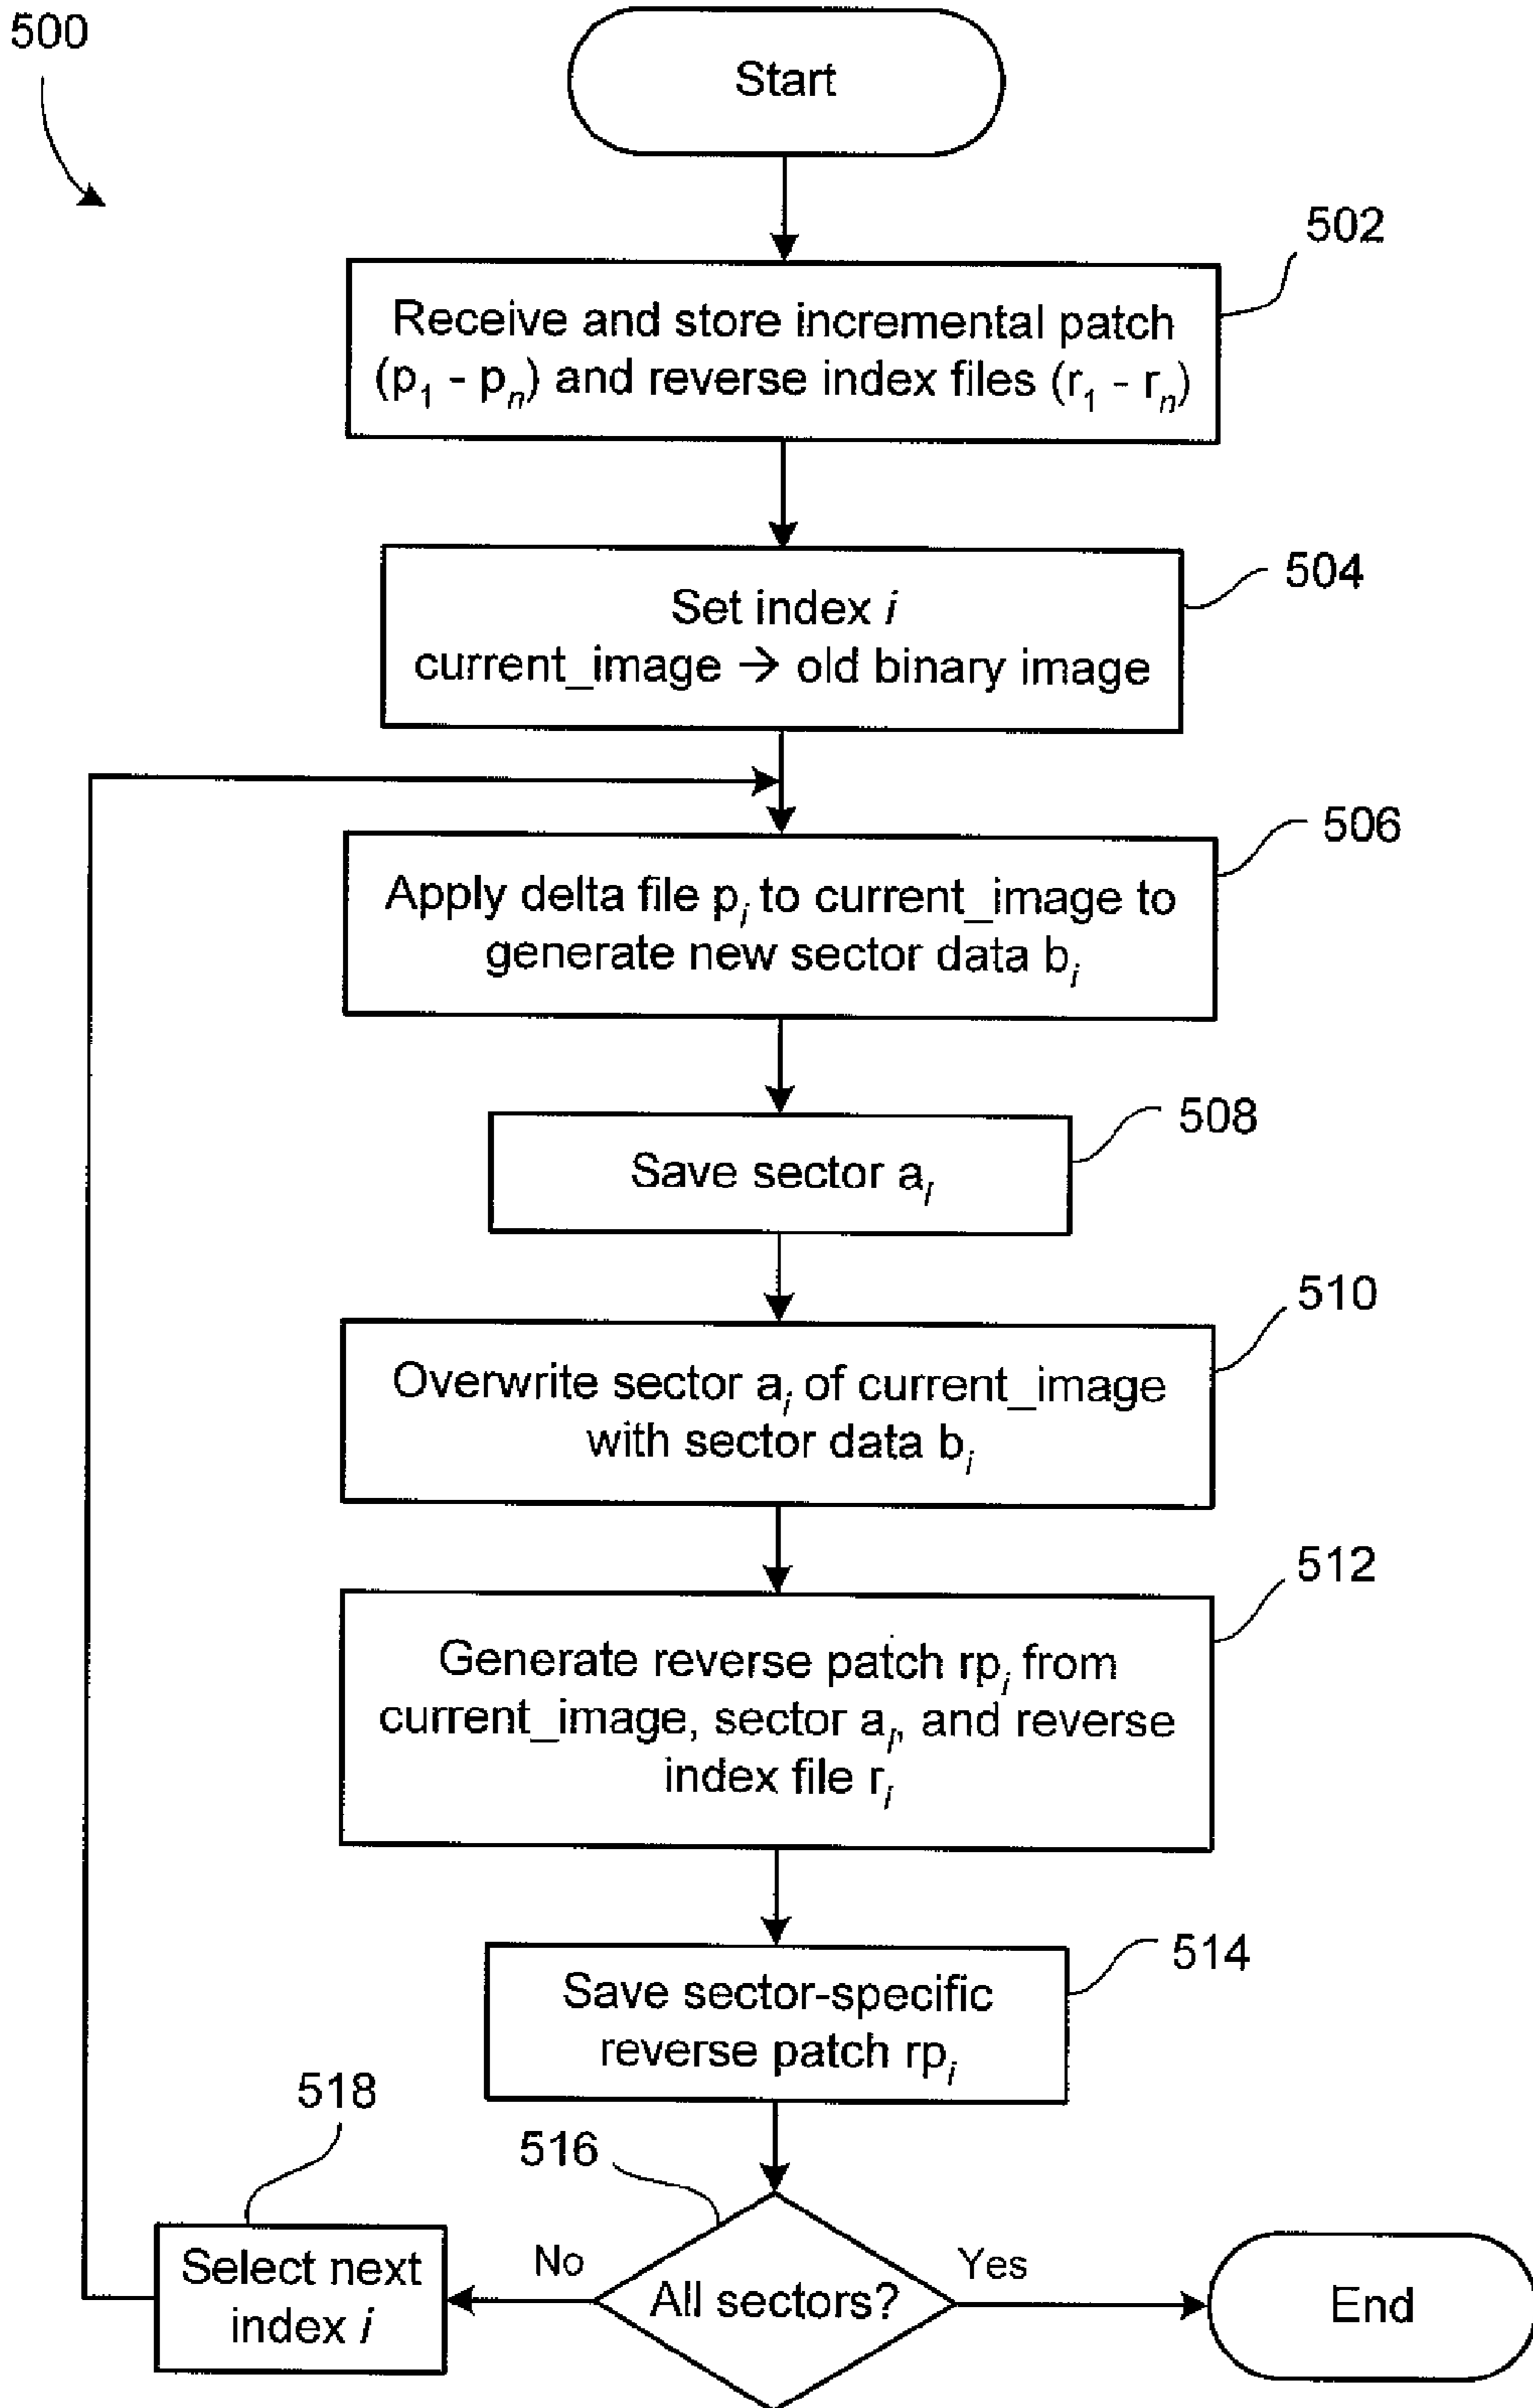 500
Start
502
Receive and store incremental patch
(p₁ - pₙ) and reverse index files (r₁ - rₙ)
504
Set index i
current_image → old binary image
506
Apply delta file pᵢ to current_image to
generate new sector data bᵢ
508
Save sector aᵢ
510
Overwrite sector aᵢ of current_image
with sector data bᵢ
512
Generate reverse patch rpᵢ from
current_image, sector aᵢ, and reverse
index file rᵢ
514
Save sector-specific
reverse patch rpᵢ
516
All sectors?
No
Yes
518
Select next
index i
End